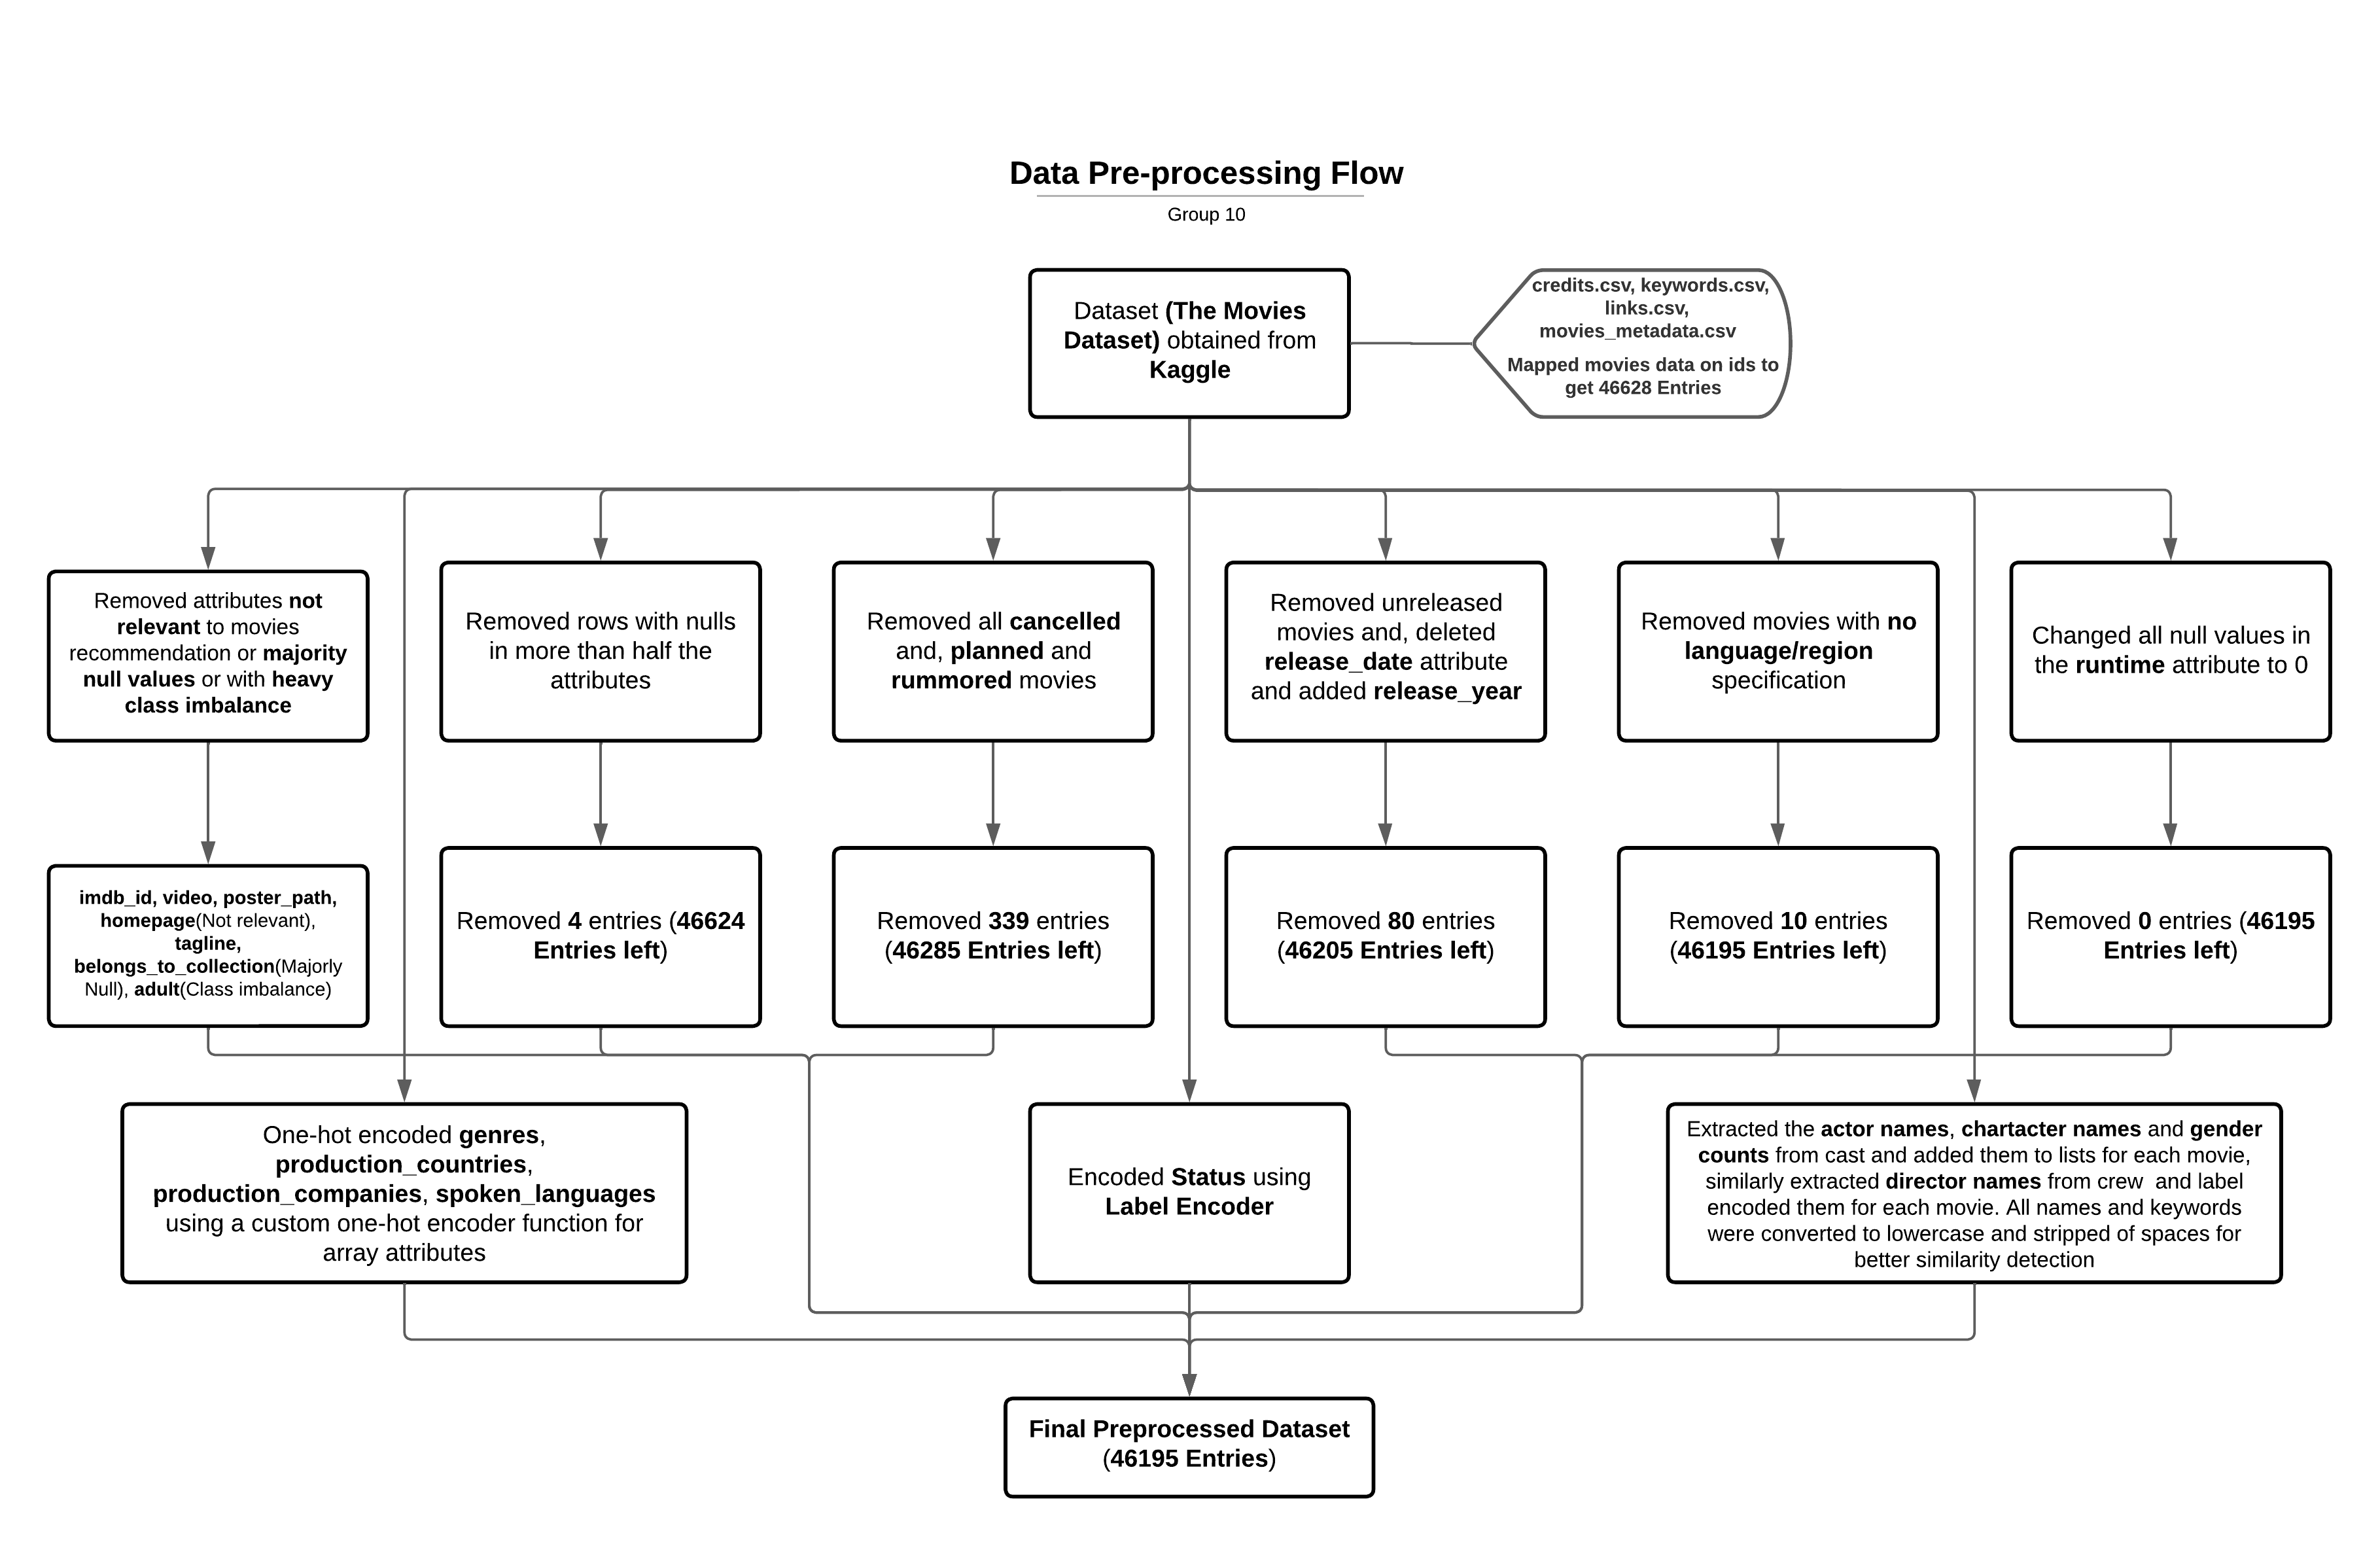 Data Pre-processing Flow
Group 10
Dataset (The Movies
Dataset) obtained from
Kaggle
credits.csv, keywords.csv,
links.csv,
movies_metadata.csv
Mapped movies data on ids to
get 46628 Entries
Removed attributes not
relevant to movies
recommendation or majority
null values or with heavy
class imbalance
Removed rows with nulls
in more than half the
attributes
Removed all cancelled
and, planned and
rummored movies
Removed unreleased
movies and, deleted
release_date attribute
and added release_year
Removed movies with no
language/region
specification
Changed all null values in
the runtime attribute to 0
imdb_id, video, poster_path,
homepage(Not relevant),
tagline,
belongs_to_collection(Majorly
Null), adult(Class imbalance)
Removed 4 entries (46624
Entries left)
Removed 339 entries
(46285 Entries left)
Removed 80 entries
(46205 Entries left)
Removed 10 entries
(46195 Entries left)
Removed 0 entries (46195
Entries left)
One-hot encoded genres,
production_countries,
production_companies, spoken_languages
using a custom one-hot encoder function for
array attributes
Encoded Status using
Label Encoder
Extracted the actor names, chartacter names and gender
counts from cast and added them to lists for each movie,
similarly extracted director names from crew  and label
encoded them for each movie. All names and keywords
were converted to lowercase and stripped of spaces for
better similarity detection
Final Preprocessed Dataset
(46195 Entries)